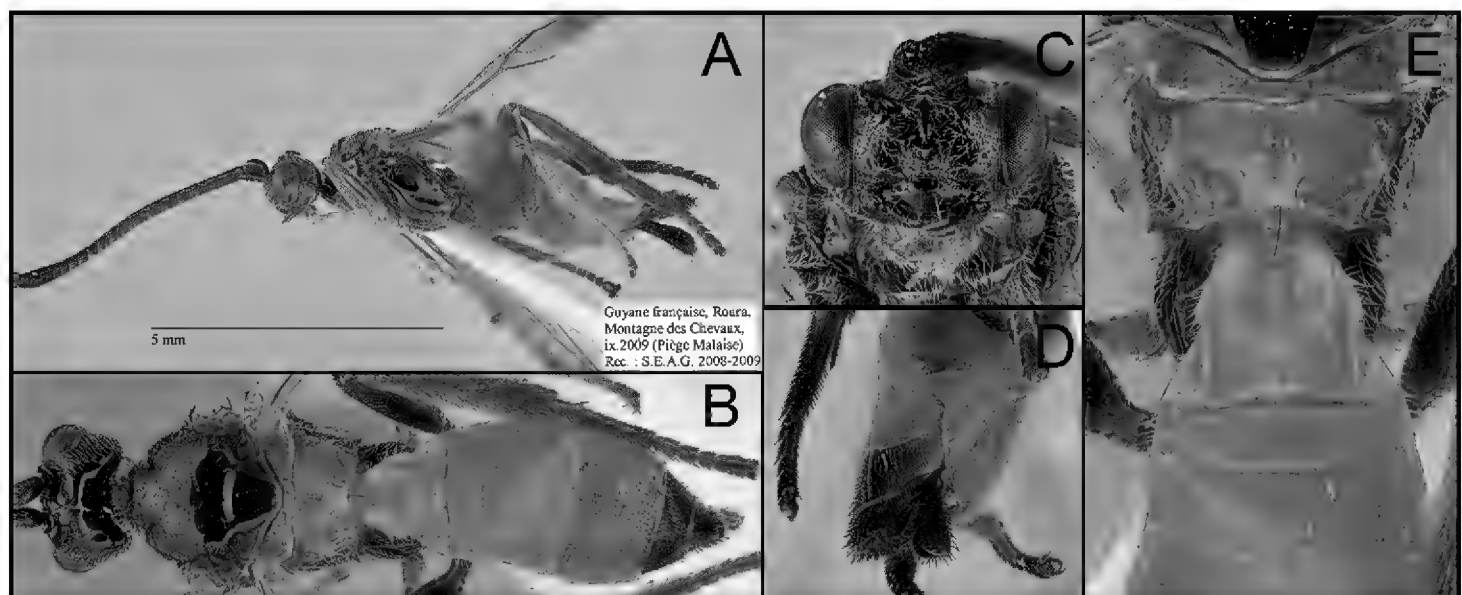 A
5 mm
Guyane française, Roura,
Montagne des Chevaux,
ix.2009 (Piège Malaise)
Rec. : S.E.A.G. 2008-2009
B
C
D
E